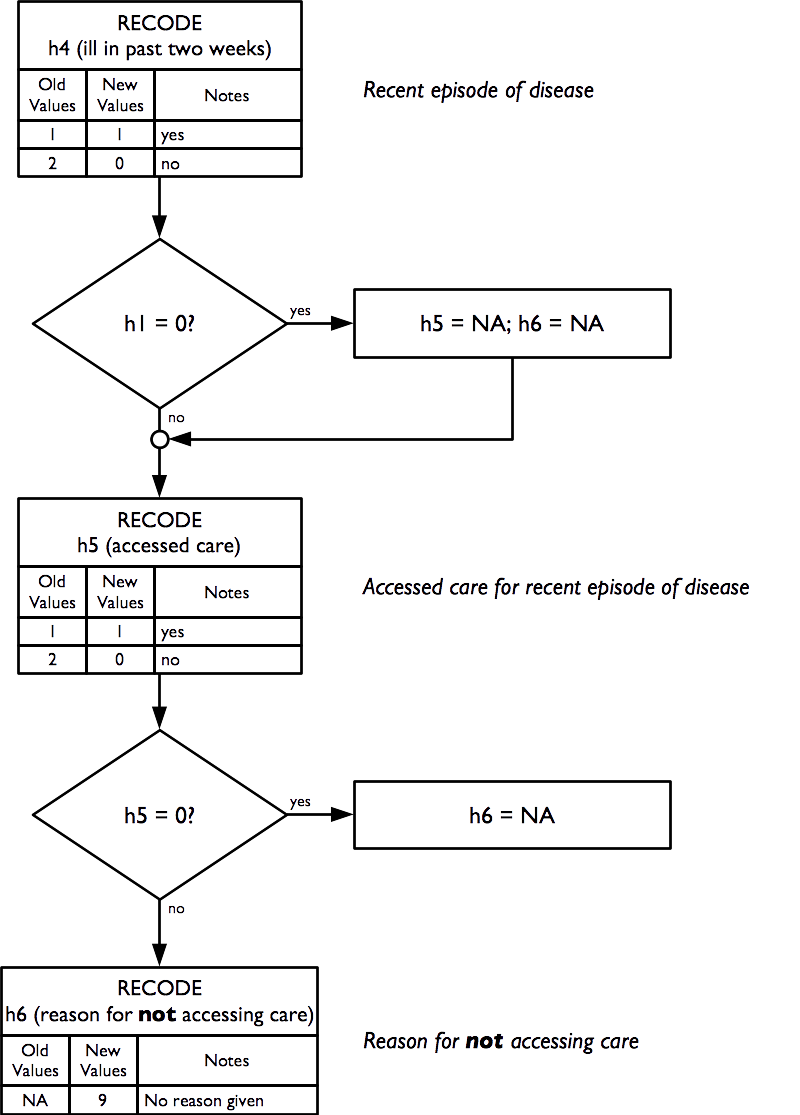 RECODE
h4 (ill in past two weeks)
Old Values New Values Notes
1 1 yes
2 0 no
Recent episode of disease
h1 = 0?
yes
h5 = NA; h6 = NA
no
RECODE
h5 (accessed care)
Old Values New Values Notes
1 1 yes
2 0 no
Accessed care for recent episode of disease
h5 = 0?
yes
h6 = NA
no
RECODE
h6 (reason for not accessing care)
Old Values New Values Notes
NA 9 No reason given
Reason for not accessing care